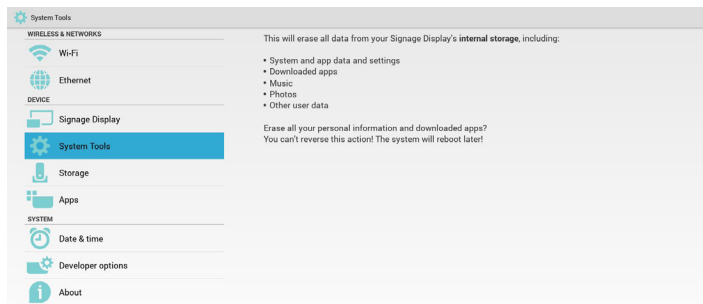 System Tools
WIRELESS & NETWORKS
Wi-Fi
Ethernet
DEVICE
Signage Display
System Tools
Storage
Apps
SYSTEM
Date & time
Developer options
About
This will erase all data from your Signage Display's internal storage, including:
• System and app data and settings
• Downloaded apps
• Music
• Photos
• Other user data
Erase all your personal information and downloaded apps?
You can't reverse this action! The system will reboot later!